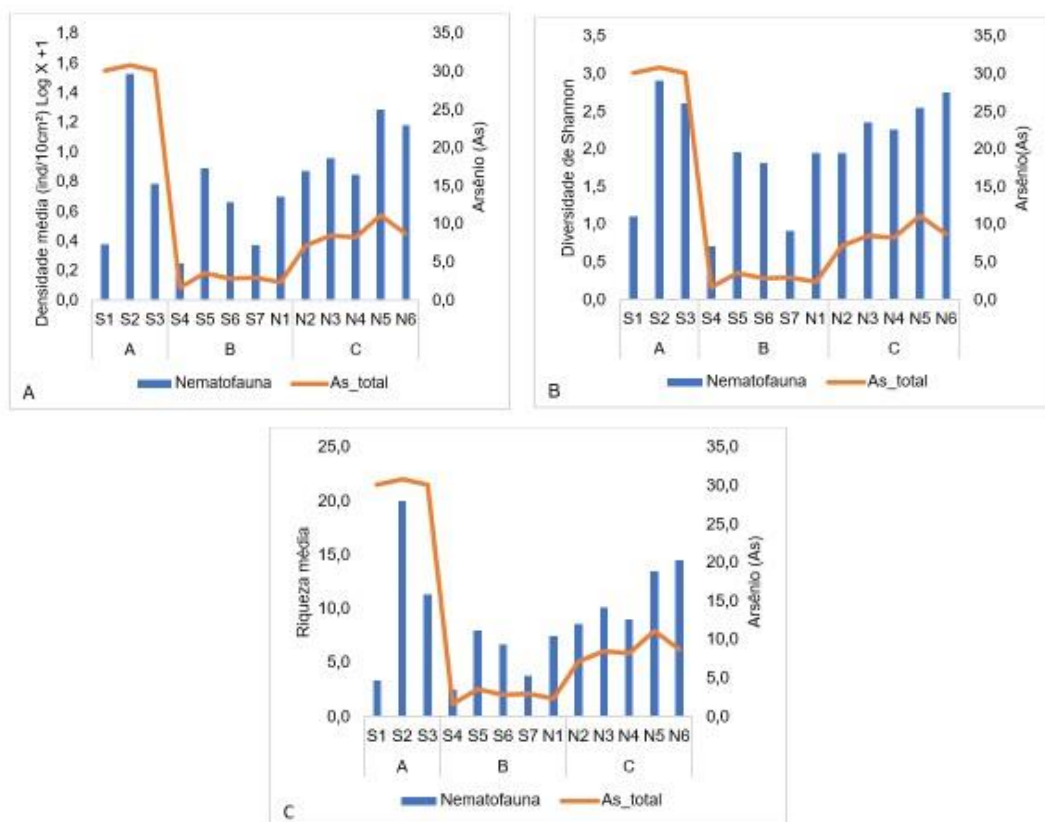 Densidade média (ind/10cm²) Log X +1
1,8
1,6
1,4
1,2
1,0
0,8
0,6
0,4
0,2
0,0
35,0
30,0
25,0
20,0
15,0
10,0
5,0
0,0
Arsênio (As)
S1 S2 S3 S4 S5 S6 S7 N1 N2 N3 N4 N5 N6
A B C
Nematofauna As_total
A
Diversidade de Shannon
3,5
3,0
2,5
2,0
1,5
1,0
0,5
0,0
35,0
30,0
25,0
20,0
15,0
10,0
5,0
0,0
Arsênio(As)
S1 S2 S3 S4 S5 S6 S7 N1 N2 N3 N4 N5 N6
A B C
Nematofauna As_total
B
Riqueza média
25,0
20,0
15,0
10,0
5,0
0,0
35,0
30,0
25,0
20,0
15,0
10,0
5,0
0,0
Arsênio (As)
S1 S2 S3 S4 S5 S6 S7 N1 N2 N3 N4 N5 N6
A B C
Nematofauna As_total
C